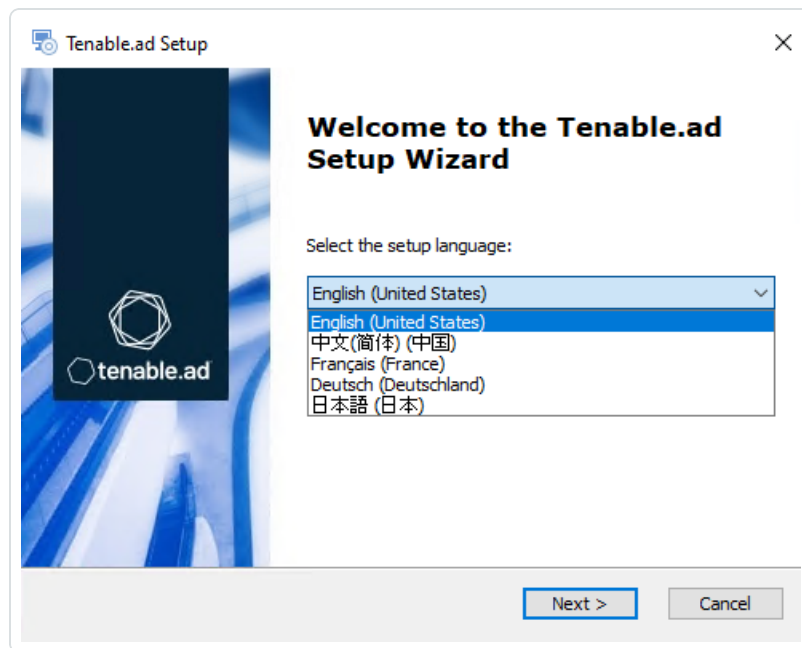 Tenable.ad Setup
Welcome to the Tenable.ad
Setup Wizard
Select the setup language:
English (United States)
English (United States)
中文(简体) (中国)
Français (France)
Deutsch (Deutschland)
日本語 (日本)
tenable.ad
Next >
Cancel